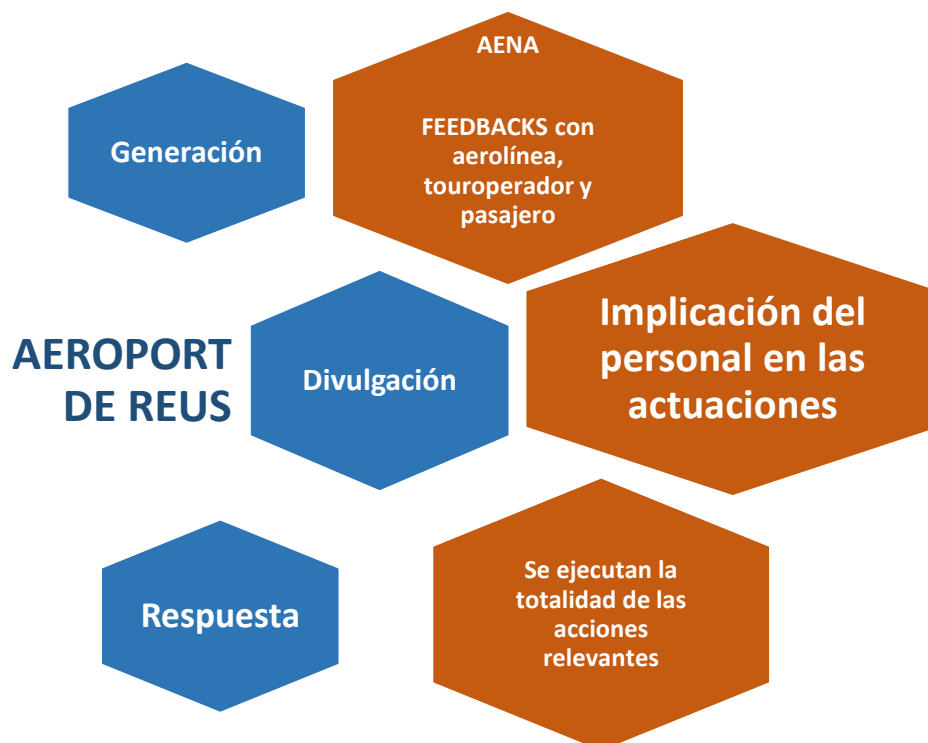 AENA
FEEDBACKS con
aerolínea,
touroperador y
pasajero
Generación
Implicación del
personal en las
actuaciones
AEROPORT
DE REUS
Divulgación
Se ejecutan la
totalidad de las
acciones
relevantes
Respuesta